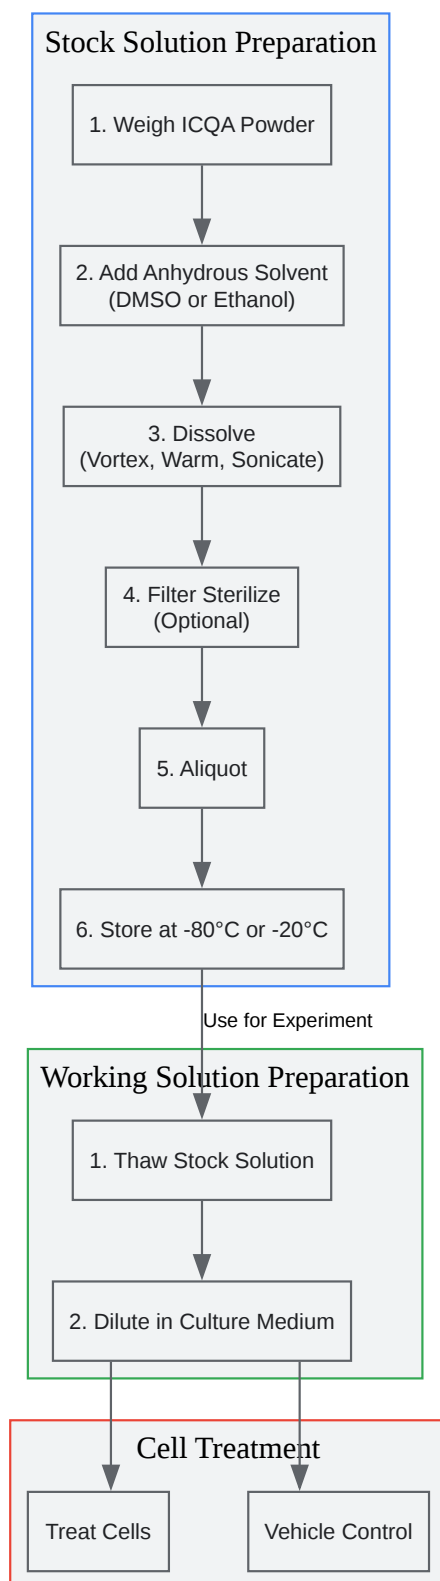 Stock Solution Preparation
1. Weigh ICQA Powder
2. Add Anhydrous Solvent
(DMSO or Ethanol)
3. Dissolve
(Vortex, Warm, Sonicate)
4. Filter Sterilize
(Optional)
5. Aliquot
6. Store at -80°C or -20°C
Use for Experiment
Working Solution Preparation
1. Thaw Stock Solution
2. Dilute in Culture Medium
Cell Treatment
Treat Cells
Vehicle Control